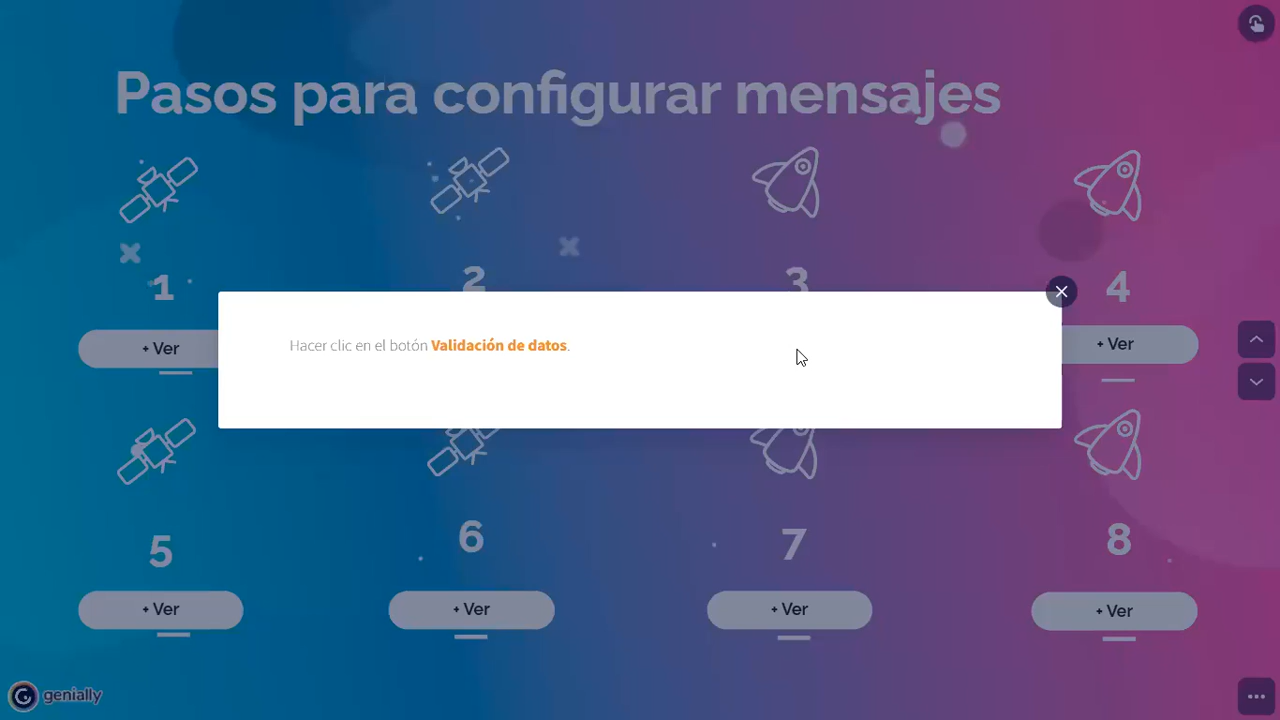 Pasos para configurar mensajes
1
2
3
4
+ Ver
+ Ver
Hacer clic en el botón Validación de datos.
5
6
7
8
+ Ver
+ Ver
+ Ver
+ Ver
genially